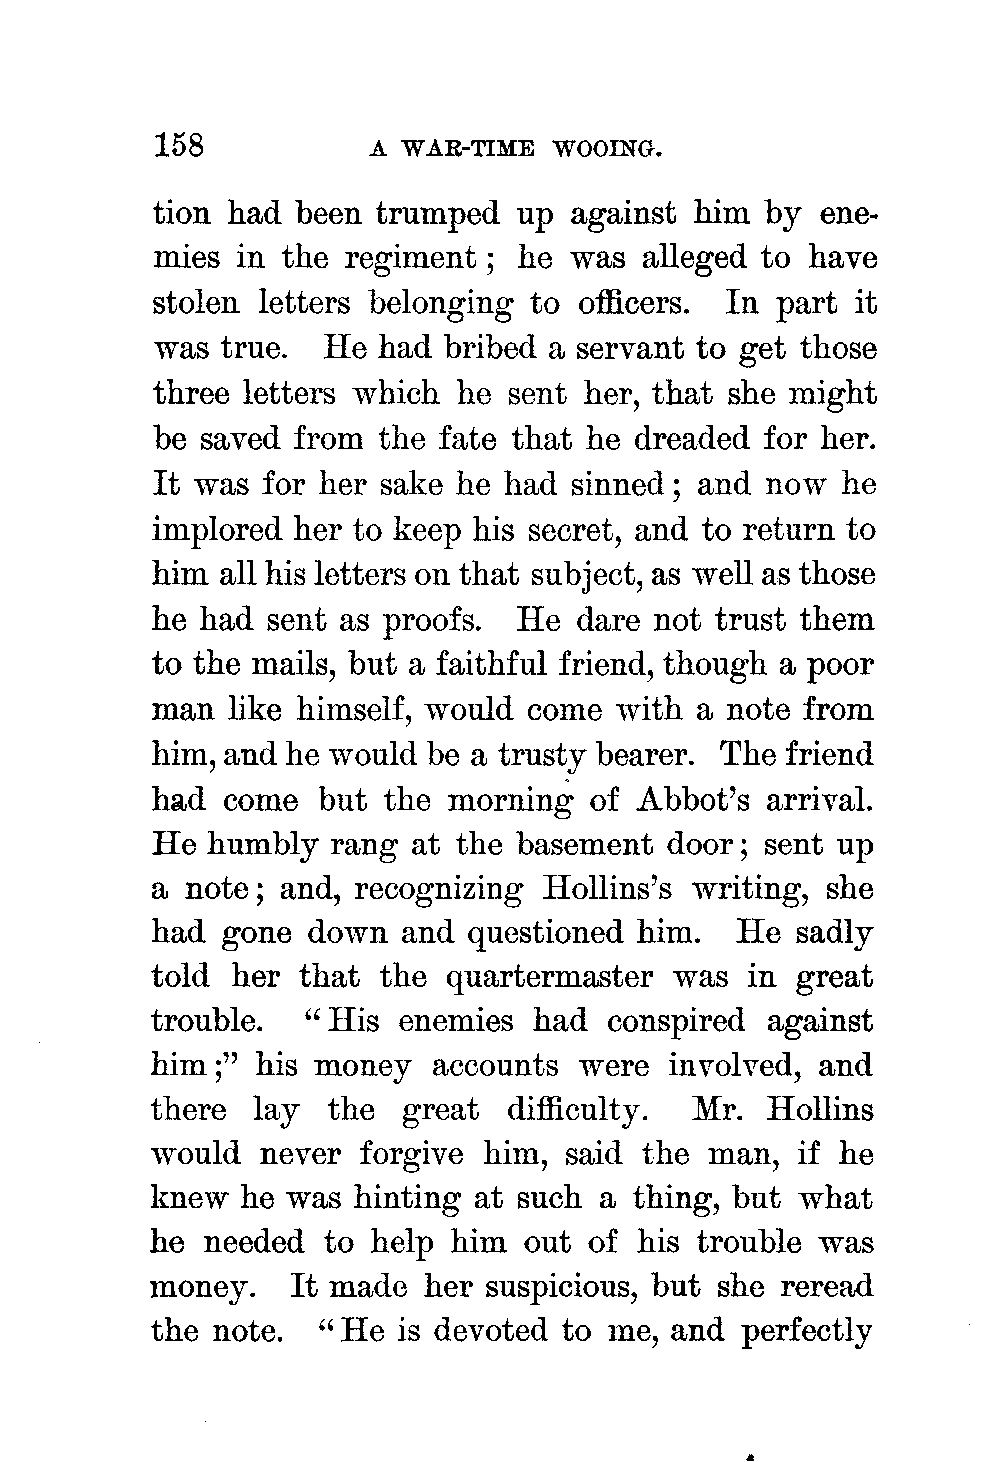 158 A WAR-TIME WOOING.
tion had been trumped up against him by ene-
mies in the regiment; he was alleged to have
stolen letters belonging to officers. In part it
was true. He had bribed a servant to get those
three letters which he sent her, that she might
be saved from the fate that he dreaded for her.
It was for her sake he had sinned; and now he
implored her to keep his secret, and to return to
him all his letters on that subject, as well as those
he had sent as proofs. He dare not trust them
to the mails, but a faithful friend, though a poor
man like himself, would come with a note from
him, and he would be a trusty bearer. The friend
had come but the morning of Abbot's arrival.
He humbly rang at the basement door; sent up
a note; and, recognizing Hollins's writing, she
had gone down and questioned him. He sadly
told her that the quartermaster was in great
trouble. "His enemies had conspired against
him;" his money accounts were involved, and
there lay the great difficulty. Mr. Hollins
would never forgive him, said the man, if he
knew he was hinting at such a thing, but what
he needed to help him out of his trouble was
money. It made her suspicious, but she reread
the note. "He is devoted to me, and perfectly